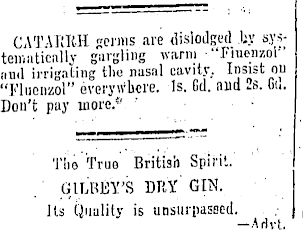 CATARRH germs are dislodged by sys-
tematically gargling warm "Fluenzol"
and irrigating the nasal cavity. Insist on
"Fluenzol" everywhere. 1s. 6d. and 2s. 6d.
Don't pay more.*
The True British Spirit.
GILBEY'S DRY GIN.
Its Quality is unsurpassed.
—Advt.